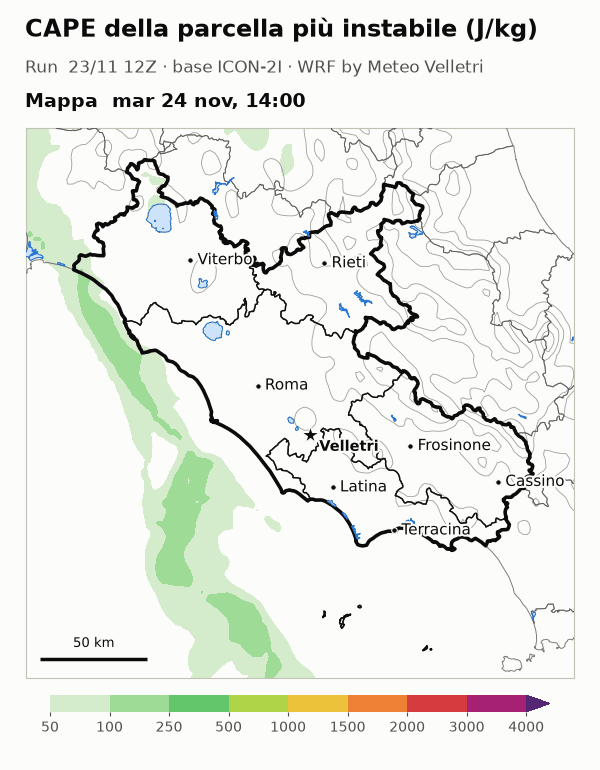 CAPE della parcella più instabile (J/kg)
Run 23/11 12Z · base ICON-2I · WRF by Meteo Velletri
Mappa mar 24 nov, 14:00
Viterbo
Rieti
Roma
Velletri
Frosinone
Cassino
Latina
Terracina
50 km
50 100 250 500 1000 1500 2000 3000 4000